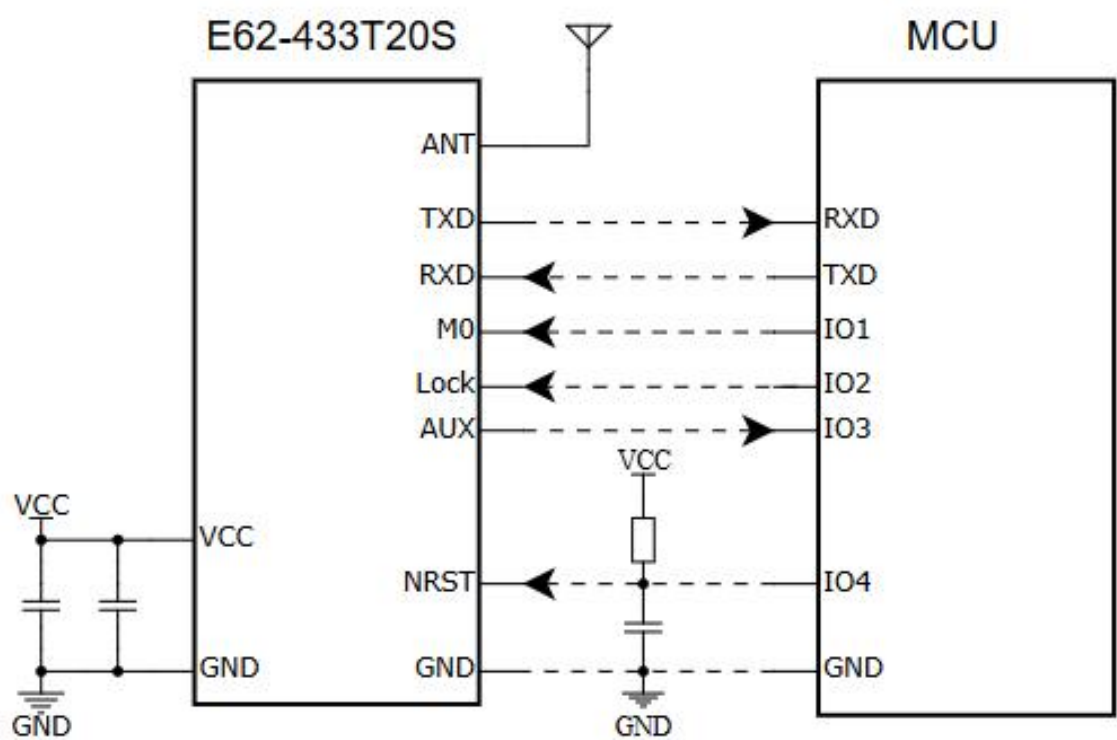 E62-433T20S
MCU
ANT
TXD
RXD
RXD
TXD
M0
IO1
Lock
IO2
AUX
IO3
VCC
VCC
VCC
NRST
IO4
GND
GND
GND
GND
GND